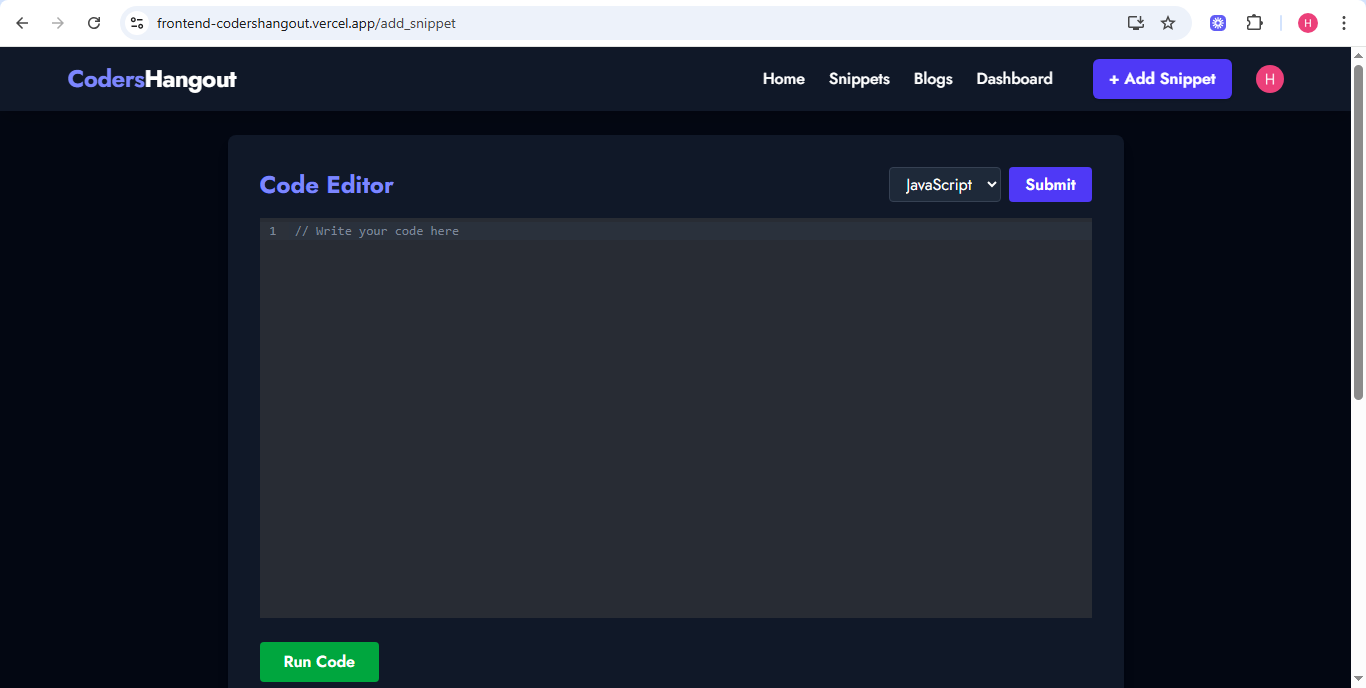 frontend-codershangout.vercel.app/add_snippet
H
CodersHangout
Home
Snippets
Blogs
Dashboard
+ Add Snippet
H
Code Editor
JavaScript
Submit
1 // Write your code here
Run Code